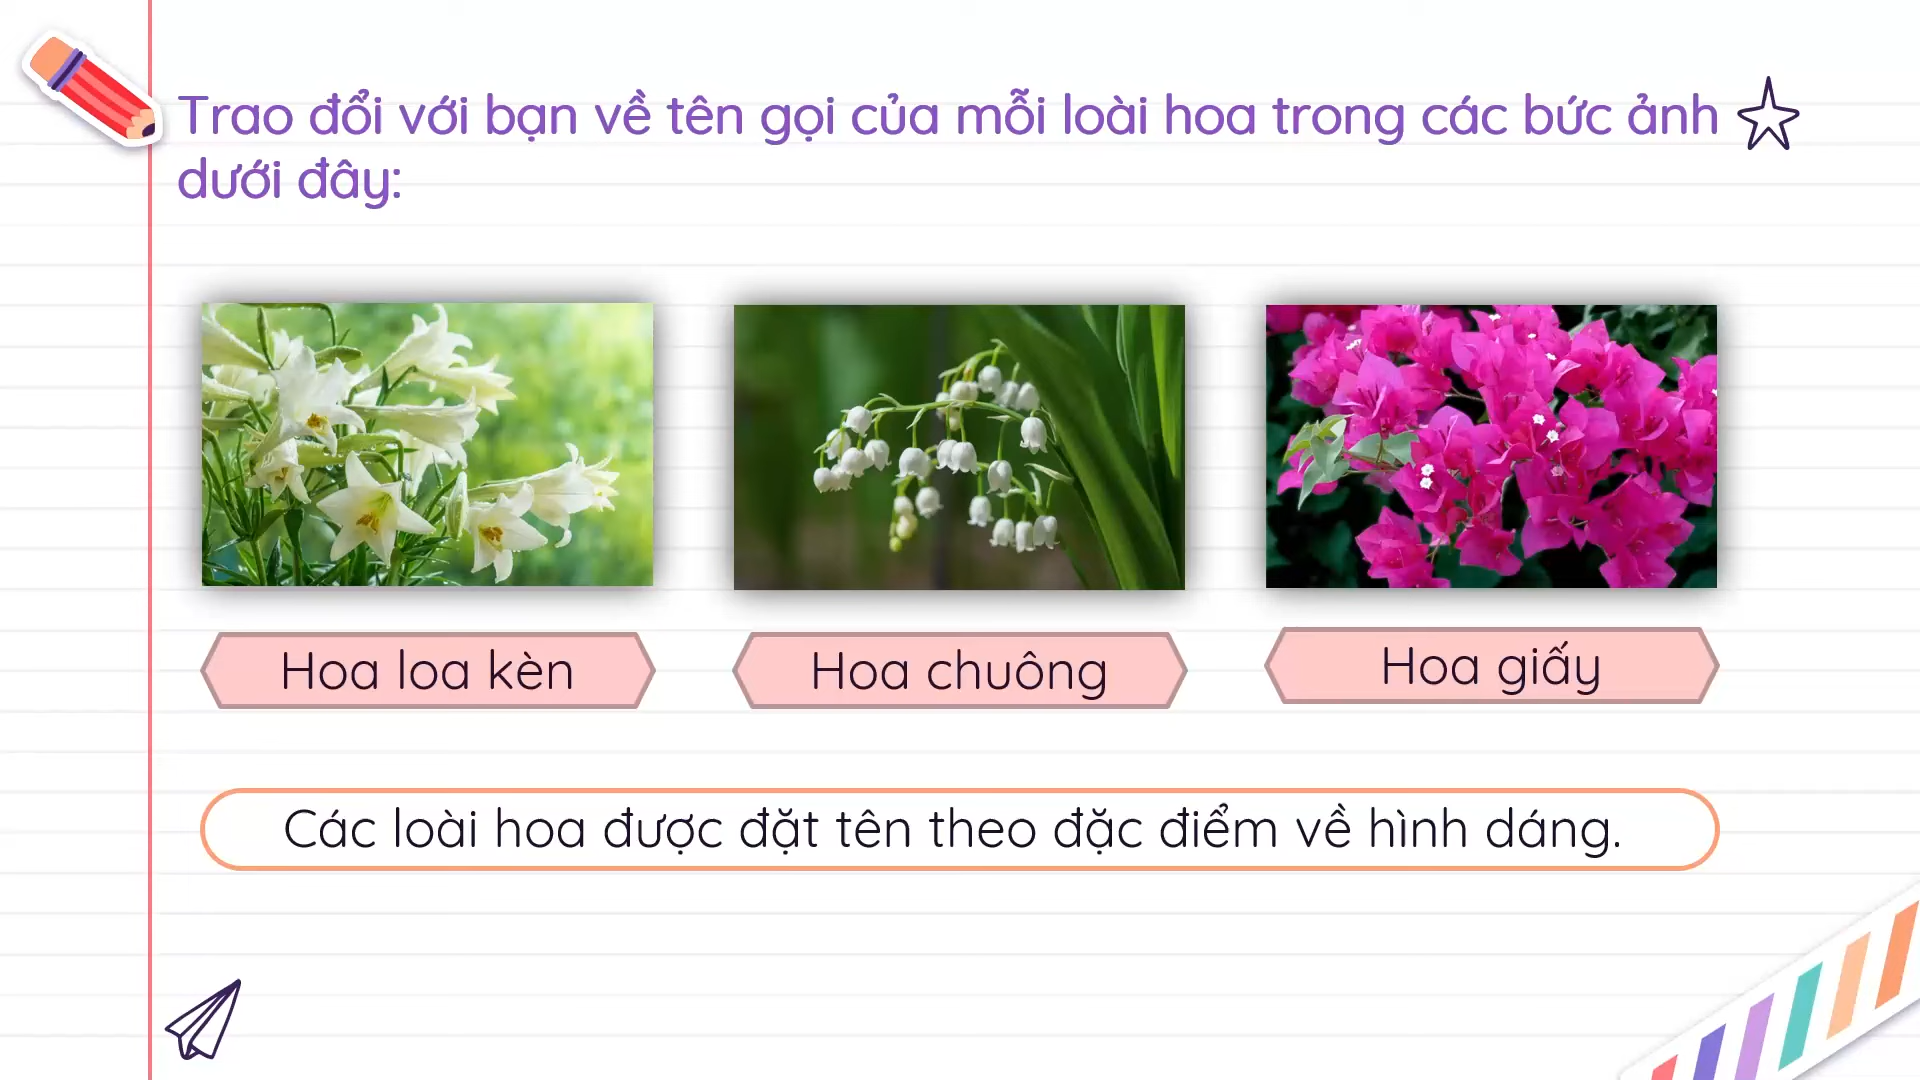 Trao đổi với bạn về tên gọi của mỗi loài hoa trong các bức ảnh
dưới đây:
Hoa loa kèn
Hoa chuông
Hoa giấy
Các loài hoa được đặt tên theo đặc điểm về hình dáng.